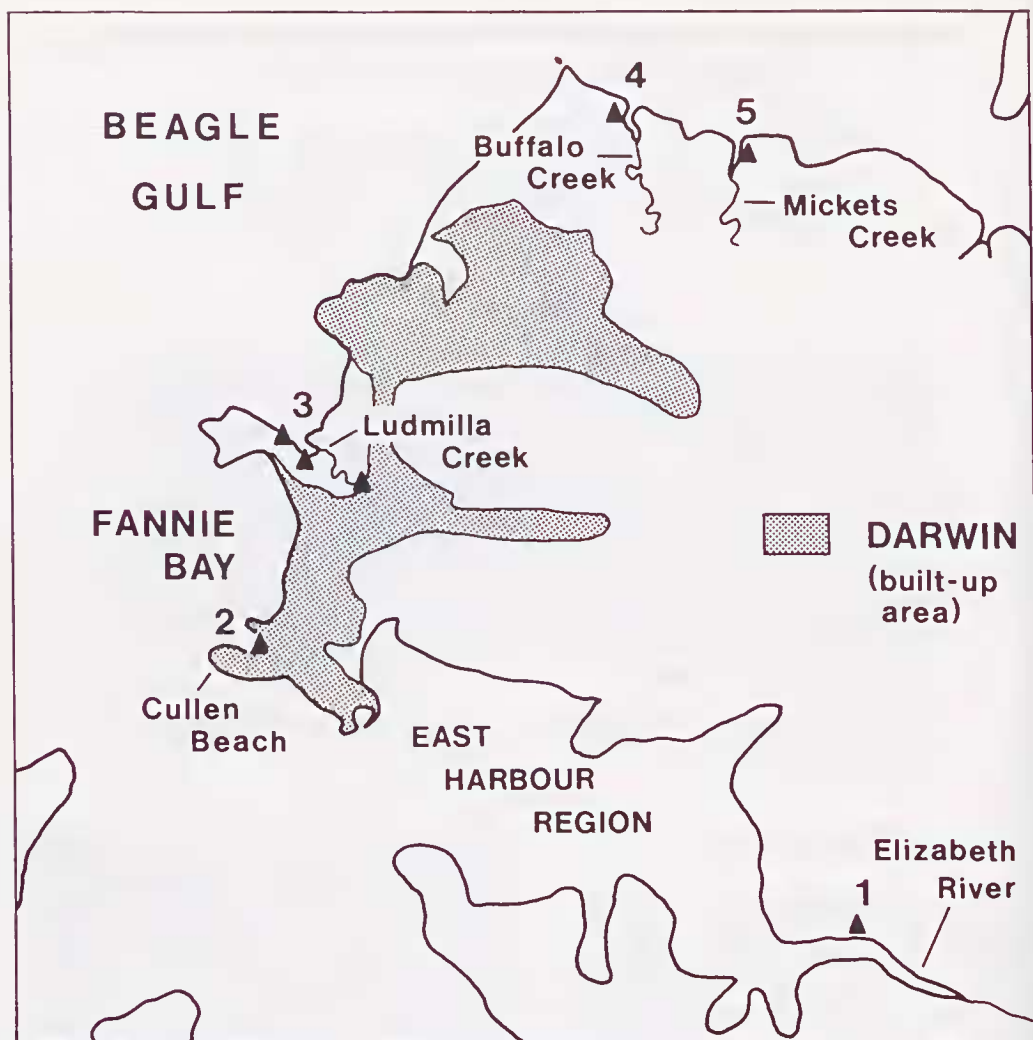 BEAGLE
GULF
4
5
Buffalo
Creek
Mickets
Creek
3
Ludmilla
Creek
FANNIE
BAY
DARWIN
(built-up
area)
2
Cullen
Beach
EAST
HARBOUR
REGION
Elizabeth
River
1